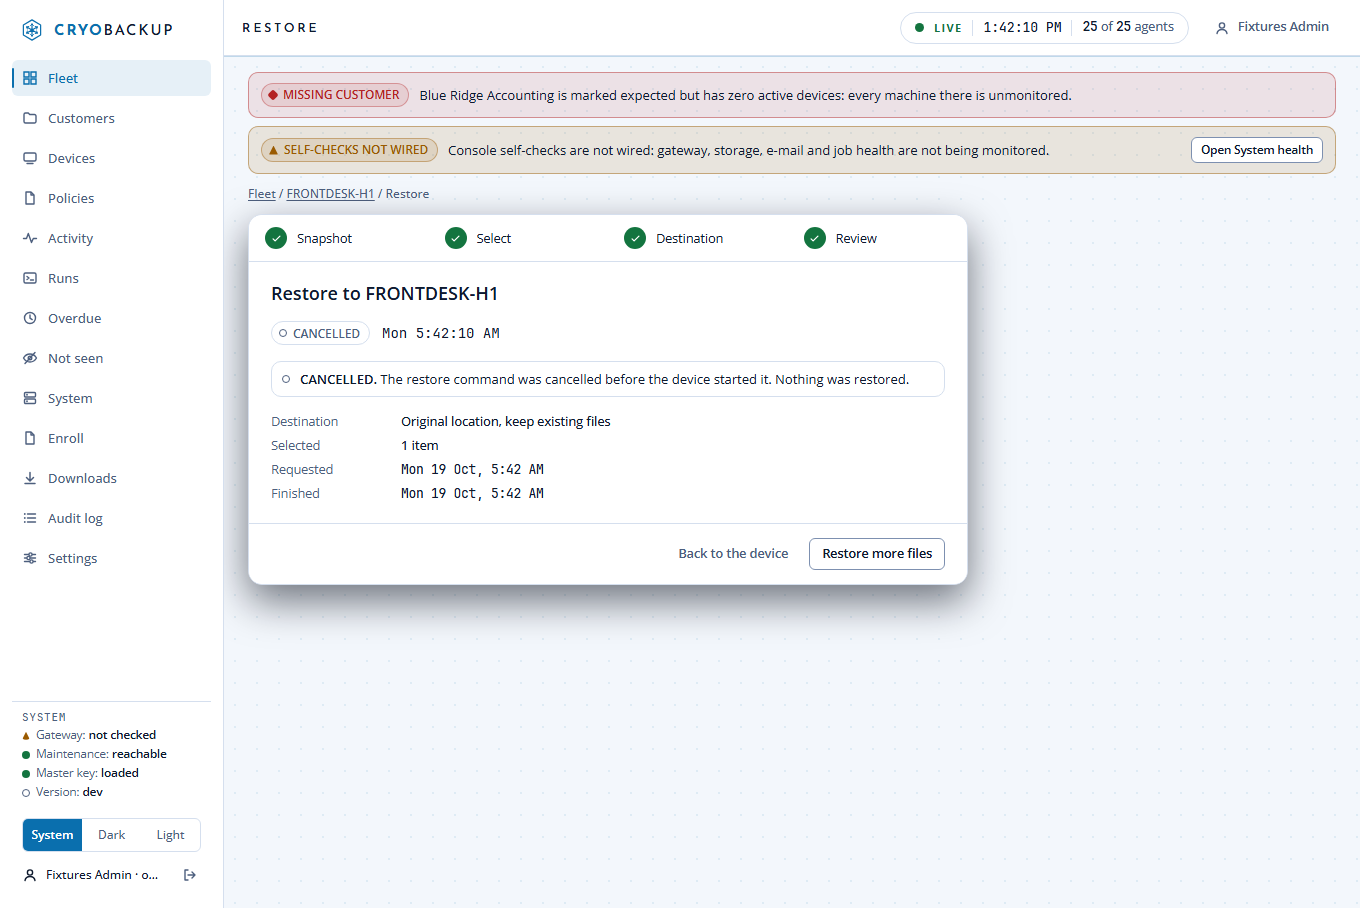 CRYOBACKUP
RESTORE
LIVE 1:42:10 PM 25 of 25 agents
Fixtures Admin
Fleet
Customers
Devices
Policies
Activity
Runs
Overdue
Not seen
System
Enroll
Downloads
Audit log
Settings
MISSING CUSTOMER Blue Ridge Accounting is marked expected but has zero active devices: every machine there is unmonitored.
SELF-CHECKS NOT WIRED Console self-checks are not wired: gateway, storage, e-mail and job health are not being monitored. Open System health
Fleet / FRONTDESK-H1 / Restore
Snapshot Select Destination Review
Restore to FRONTDESK-H1
CANCELLED Mon 5:42:10 AM
CANCELLED. The restore command was cancelled before the device started it. Nothing was restored.
Destination Original location, keep existing files
Selected 1 item
Requested Mon 19 Oct, 5:42 AM
Finished Mon 19 Oct, 5:42 AM
Back to the device Restore more files
SYSTEM
Gateway: not checked
Maintenance: reachable
Master key: loaded
Version: dev
System Dark Light
Fixtures Admin · o...